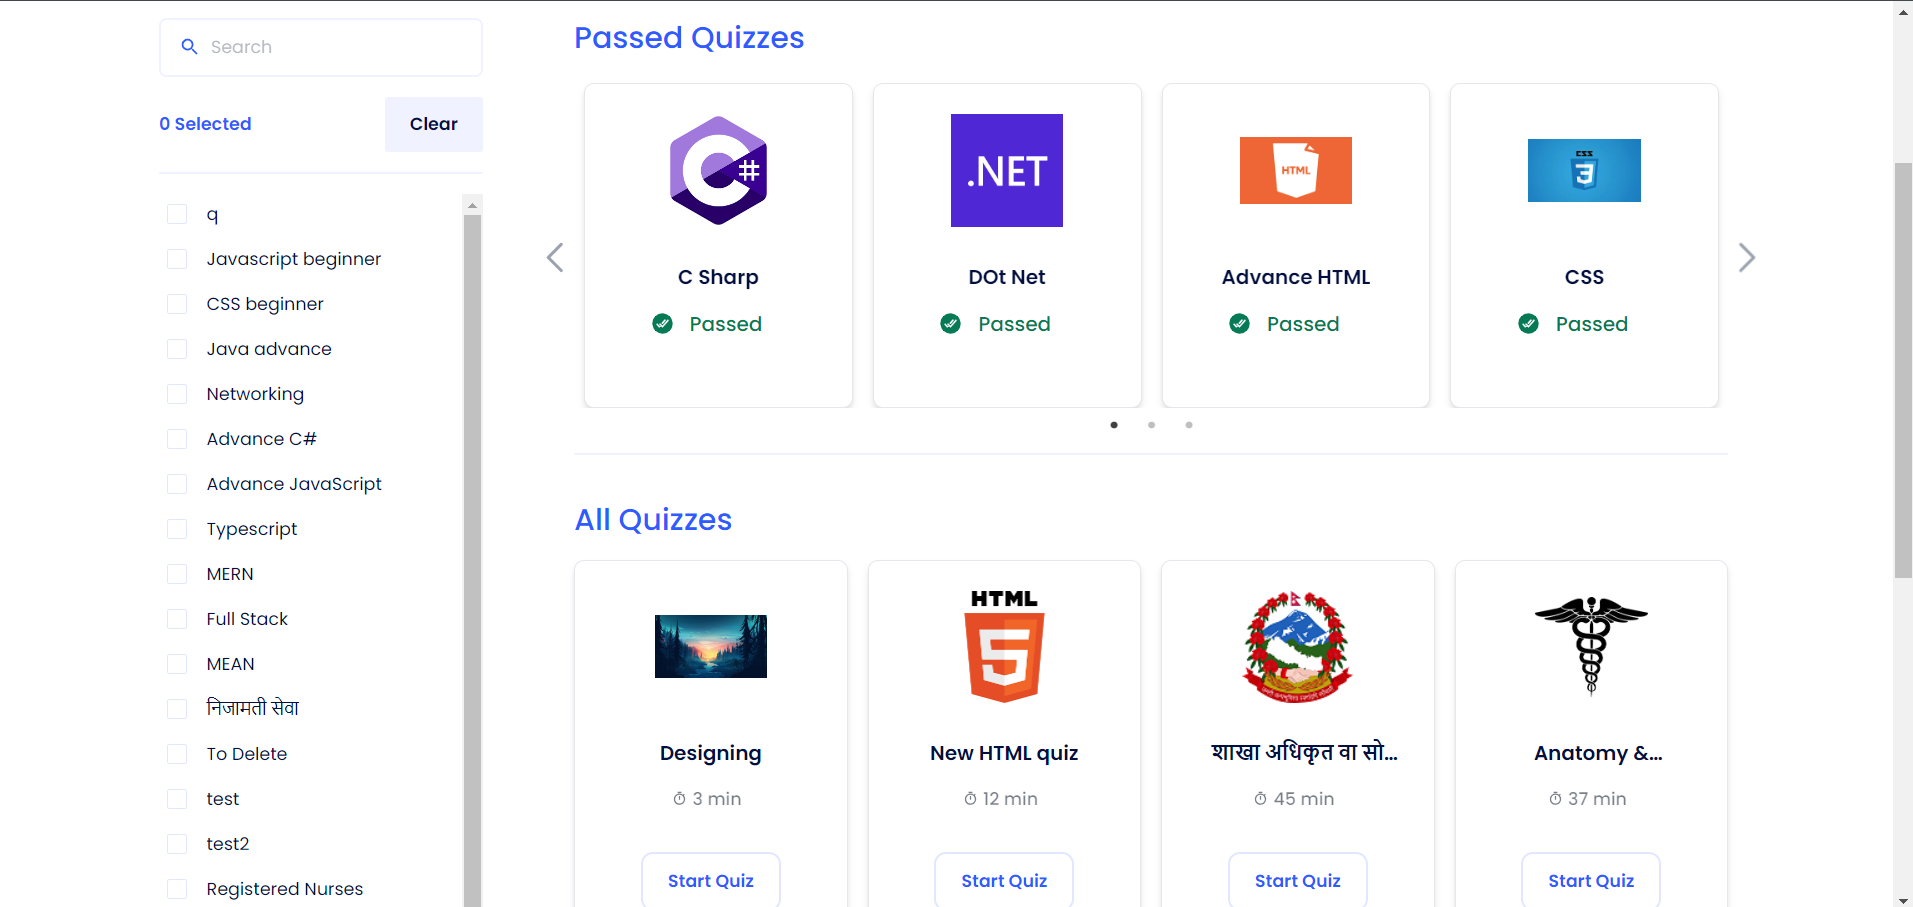 Search
0 Selected
Clear
q
Javascript beginner
CSS beginner
Java advance
Networking
Advance C#
Advance JavaScript
Typescript
MERN
Full Stack
MEAN
निजामती सेवा
To Delete
test
test2
Registered Nurses
Passed Quizzes
C#
C Sharp
Passed
.NET
DOt Net
Passed
HTML
Advance HTML
Passed
CSS
3
CSS
Passed
All Quizzes
Designing
3 min
Start Quiz
HTML
5
New HTML quiz
12 min
Start Quiz
शाखा अधिकृत वा सो...
45 min
Start Quiz
Anatomy &...
37 min
Start Quiz